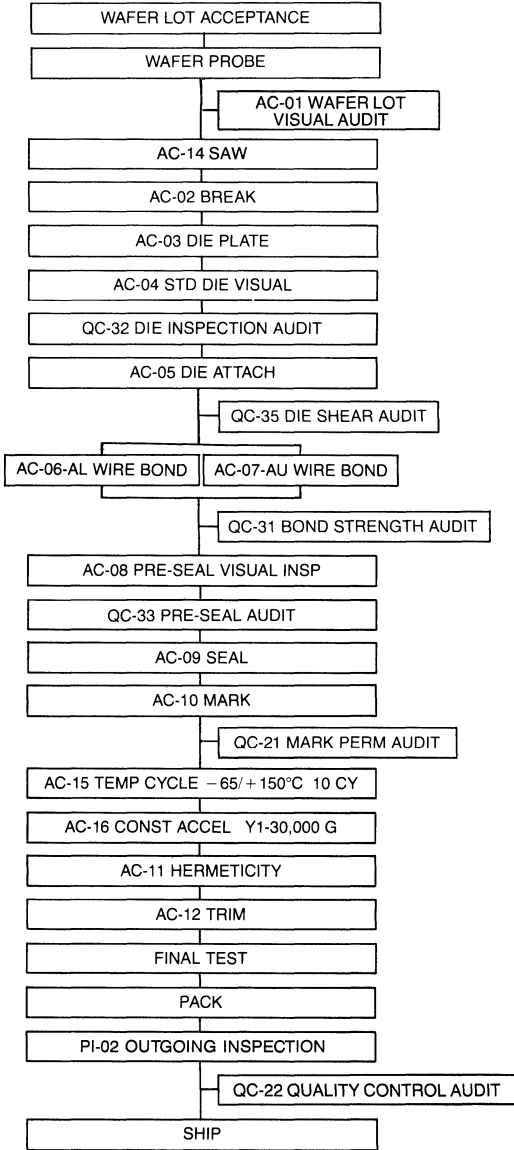 WAFER LOT ACCEPTANCE
WAFER PROBE
AC-01 WAFER LOT
VISUAL AUDIT
AC-14 SAW
AC-02 BREAK
AC-03 DIE PLATE
AC-04 STD DIE VISUAL
QC-32 DIE INSPECTION AUDIT
AC-05 DIE ATTACH
QC-35 DIE SHEAR AUDIT
AC-06-AL WIRE BOND
AC-07-AU WIRE BOND
QC-31 BOND STRENGTH AUDIT
AC-08 PRE-SEAL VISUAL INSP
QC-33 PRE-SEAL AUDIT
AC-09 SEAL
AC-10 MARK
QC-21 MARK PERM AUDIT
AC-15 TEMP CYCLE −65/+150°C 10 CY
AC-16 CONST ACCEL Y1-30,000 G
AC-11 HERMETICITY
AC-12 TRIM
FINAL TEST
PACK
PI-02 OUTGOING INSPECTION
QC-22 QUALITY CONTROL AUDIT
SHIP